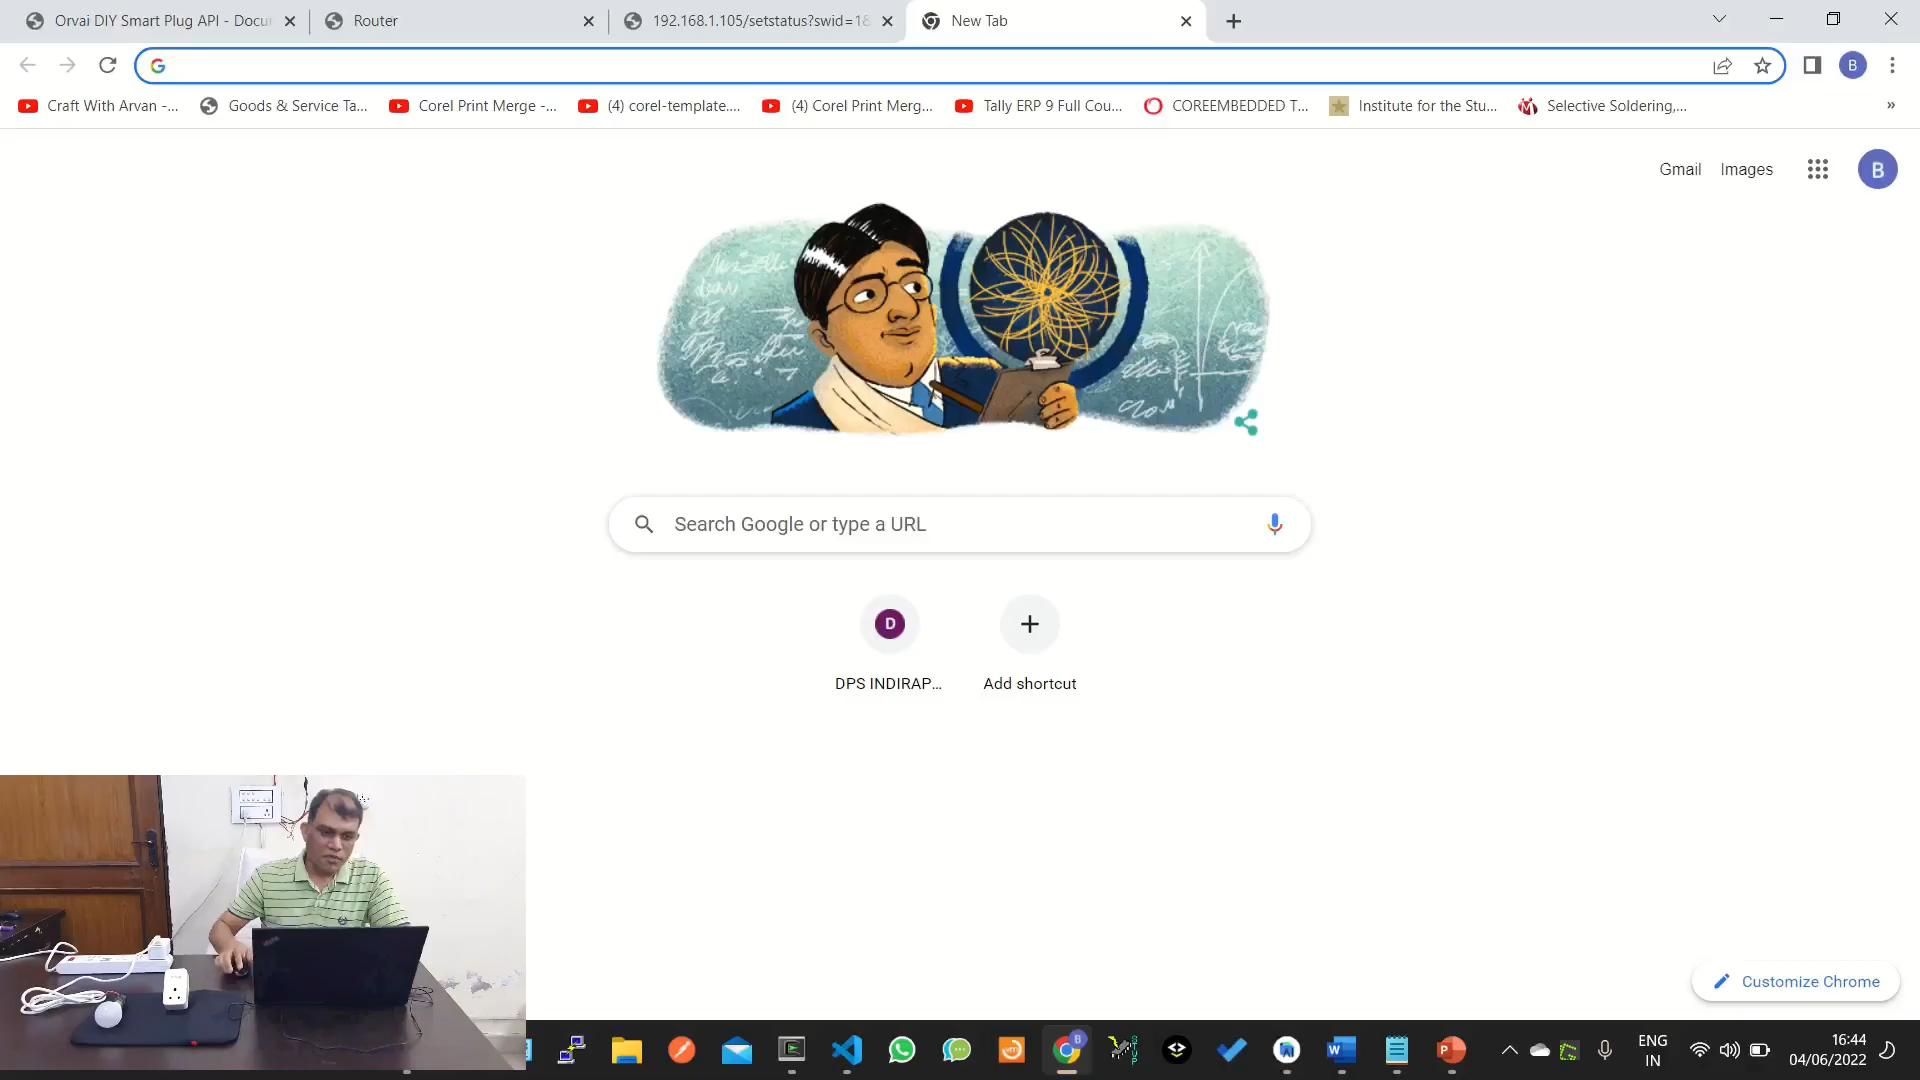 Orvai DIY Smart Plug API - Docu
Router
192.168.1.105/setstatus?swid=1&
New Tab
B
Craft With Arvan -...
Goods & Service Ta...
Corel Print Merge -...
(4) corel-template....
(4) Corel Print Merg...
Tally ERP 9 Full Cou...
COREEMBEDDED T...
Institute for the Stu...
Selective Soldering,...
»
Gmail
Images
B
Search Google or type a URL
D
DPS INDIRAP...
Add shortcut
Customize Chrome
B
ENG
IN
16:44
04/06/2022